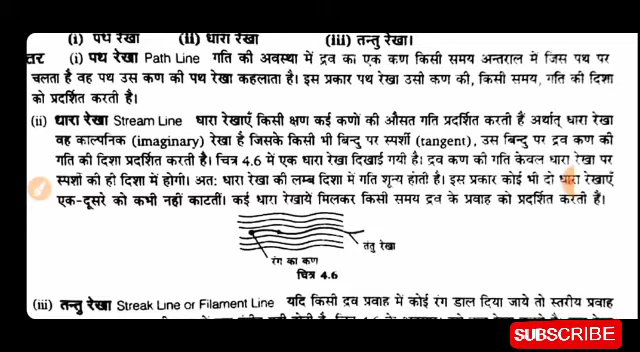 (i) पथ रेखा (ii) धारा रेखा (iii) तन्तु रेखा।
तर (i) पथ रेखा Path Line गति की अवस्था में द्रव का एक कण किसी समय अन्तराल में जिस पथ पर
चलता है वह पथ उस कण की पथ रेखा कहलाता है। इस प्रकार पथ रेखा उसी कण की, किसी समय, गति की दिशा
को प्रदर्शित करती है।
(ii) धारा रेखा Stream Line धारा रेखाएँ किसी क्षण कई कणों की औसत गति प्रदर्शित करती हैं अर्थात् धारा रेखा
वह काल्पनिक (imaginary) रेखा है जिसके किसी भी बिन्दु पर स्पर्शी (tangent), उस बिन्दु पर द्रव कण की
गति की दिशा प्रदर्शित करती है। चित्र 4.6 में एक धारा रेखा दिखाई गयी है। द्रव कण की गति केवल धारा रेखा पर
स्पर्शी की ही दिशा में होगी। अतः धारा रेखा की लम्ब दिशा में गति शून्य होती है। इस प्रकार कोई भी दो धारा रेखाएँ
एक-दूसरे को कभी नहीं काटतीं। कई धारा रेखायें मिलकर किसी समय द्रव के प्रवाह को प्रदर्शित करती हैं।
तंतु रेखा
रंग का कण
चित्र 4.6
(iii) तन्तु रेखा Streak Line or Filament Line यदि किसी द्रव प्रवाह में कोई रंग डाल दिया जाये तो स्तरीय प्रवाह
SUBSCRIBE